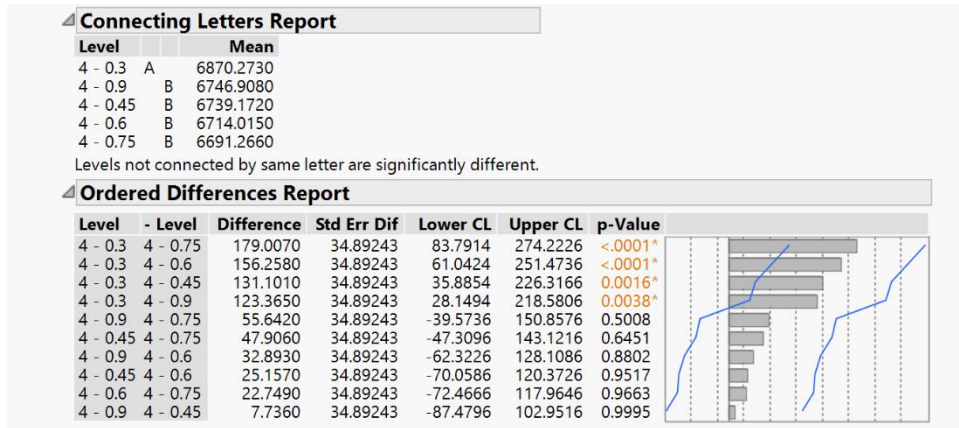 Connecting Letters Report
Level Mean
4 - 0.3 A 6870.2730
4 - 0.9 B 6746.9080
4 - 0.45 B 6739.1720
4 - 0.6 B 6714.0150
4 - 0.75 B 6691.2660
Levels not connected by same letter are significantly different.
Ordered Differences Report
Level - Level Difference Std Err Dif Lower CL Upper CL p-Value
4 - 0.3 4 - 0.75 179.0070 34.89243 83.7914 274.2226 <.0001*
4 - 0.3 4 - 0.6 156.2580 34.89243 61.0424 251.4736 <.0001*
4 - 0.3 4 - 0.45 131.1010 34.89243 35.8854 226.3166 0.0016*
4 - 0.3 4 - 0.9 123.3650 34.89243 28.1494 218.5806 0.0038*
4 - 0.9 4 - 0.75 55.6420 34.89243 -39.5736 150.8576 0.5008
4 - 0.45 4 - 0.75 47.9060 34.89243 -47.3096 143.1216 0.6451
4 - 0.9 4 - 0.6 32.8930 34.89243 -62.3226 128.1086 0.8802
4 - 0.45 4 - 0.6 25.1570 34.89243 -70.0586 120.3726 0.9517
4 - 0.6 4 - 0.75 22.7490 34.89243 -72.4666 117.9646 0.9663
4 - 0.9 4 - 0.45 7.7360 34.89243 -87.4796 102.9516 0.9995